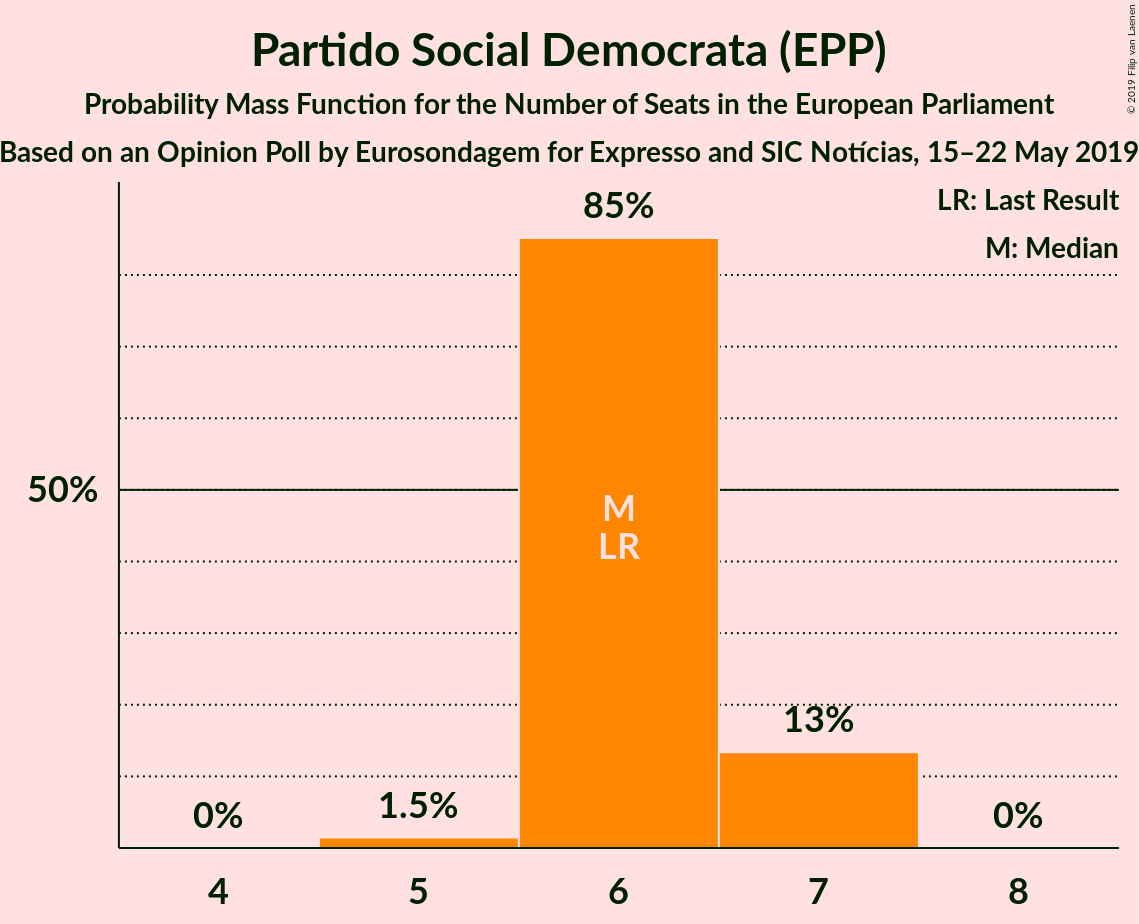 Partido Social Democrata (EPP)
Probability Mass Function for the Number of Seats in the European Parliament
Based on an Opinion Poll by Eurosondagem for Expresso and SIC Notícias, 15–22 May 2019
© 2019 Filip van Laenen
LR: Last Result
M: Median
85%
50%
M
LR
13%
1.5%
0%
0%
4 5 6 7 8